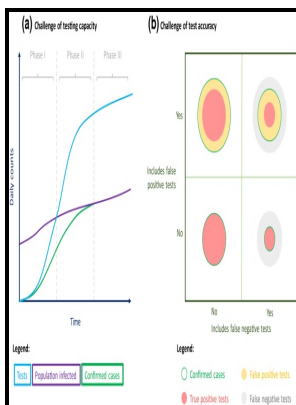 (a) Challenge of testing capacity
Phase I
Phase II
Phase III
Daily counts
Time
Legend:
Tests
Population infected
Confirmed cases
(b) Challenge of test accuracy
Yes
Includes false
positive tests
No
No
Yes
Includes false negative tests
Legend:
Confirmed cases
False positive tests
True positive tests
False negative tests